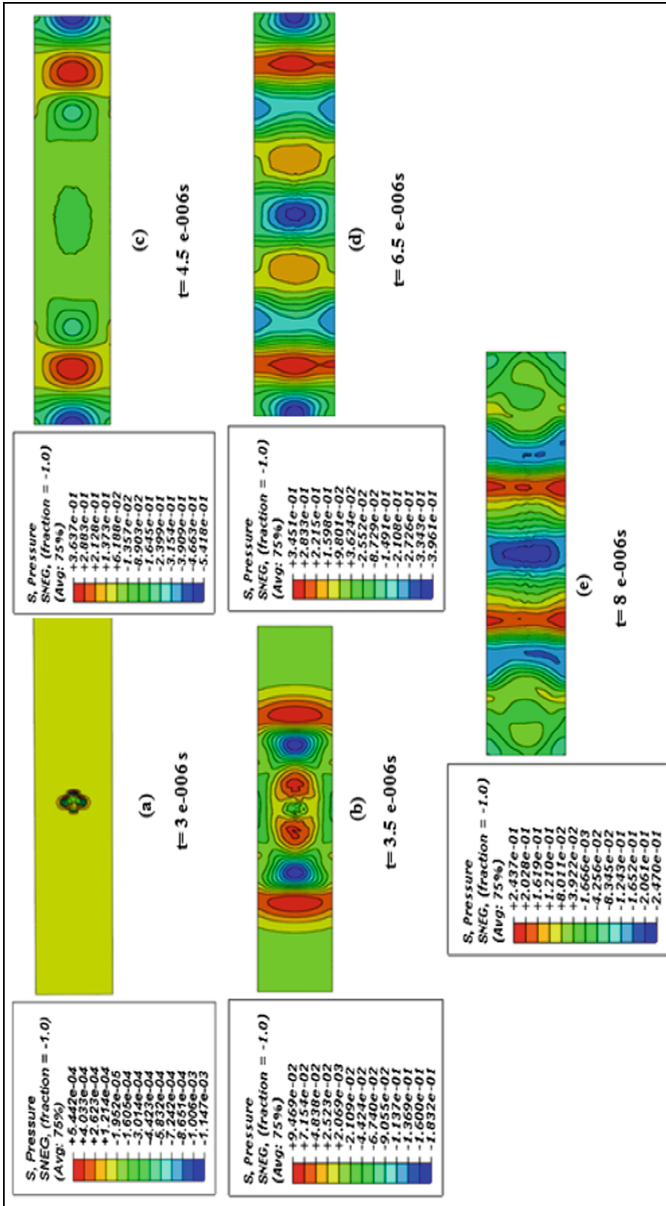 S, Pressure
SNEG, (fraction = -1.0)
(Avg: 75%)
+5.442e-04
+4.033e-04
+2.623e-04
+1.214e-04
-1.952e-05
-1.605e-04
-3.014e-04
-4.423e-04
-5.832e-04
-7.242e-04
-8.651e-04
-1.006e-03
-1.147e-03
(a)
t= 3 e-006 s
S, Pressure
SNEG, (fraction = -1.0)
(Avg: 75%)
+3.637e-01
+2.883e-01
+2.128e-01
+1.373e-01
+6.188e-02
-1.357e-02
-8.903e-02
-1.645e-01
-2.399e-01
-3.154e-01
-3.909e-01
-4.663e-01
-5.418e-01
(c)
t= 4.5 e-006s
S, Pressure
SNEG, (fraction = -1.0)
(Avg: 75%)
+9.469e-02
+7.154e-02
+4.838e-02
+2.523e-02
+2.069e-03
-2.109e-02
-4.424e-02
-6.740e-02
-9.055e-02
-1.137e-01
-1.369e-01
-1.600e-01
-1.832e-01
(b)
t= 3.5 e-006s
S, Pressure
SNEG, (fraction = -1.0)
(Avg: 75%)
+3.451e-01
+2.833e-01
+2.215e-01
+1.598e-01
+9.801e-02
+3.624e-02
-2.552e-02
-8.729e-02
-1.491e-01
-2.108e-01
-2.726e-01
-3.343e-01
-3.961e-01
(d)
t= 6.5 e-006s
S, Pressure
SNEG, (fraction = -1.0)
(Avg: 75%)
+2.437e-01
+2.028e-01
+1.619e-01
+1.210e-01
+8.011e-02
+3.922e-02
-1.666e-03
-4.256e-02
-8.345e-02
-1.243e-01
-1.652e-01
-2.061e-01
-2.470e-01
(e)
t= 8 e-006s